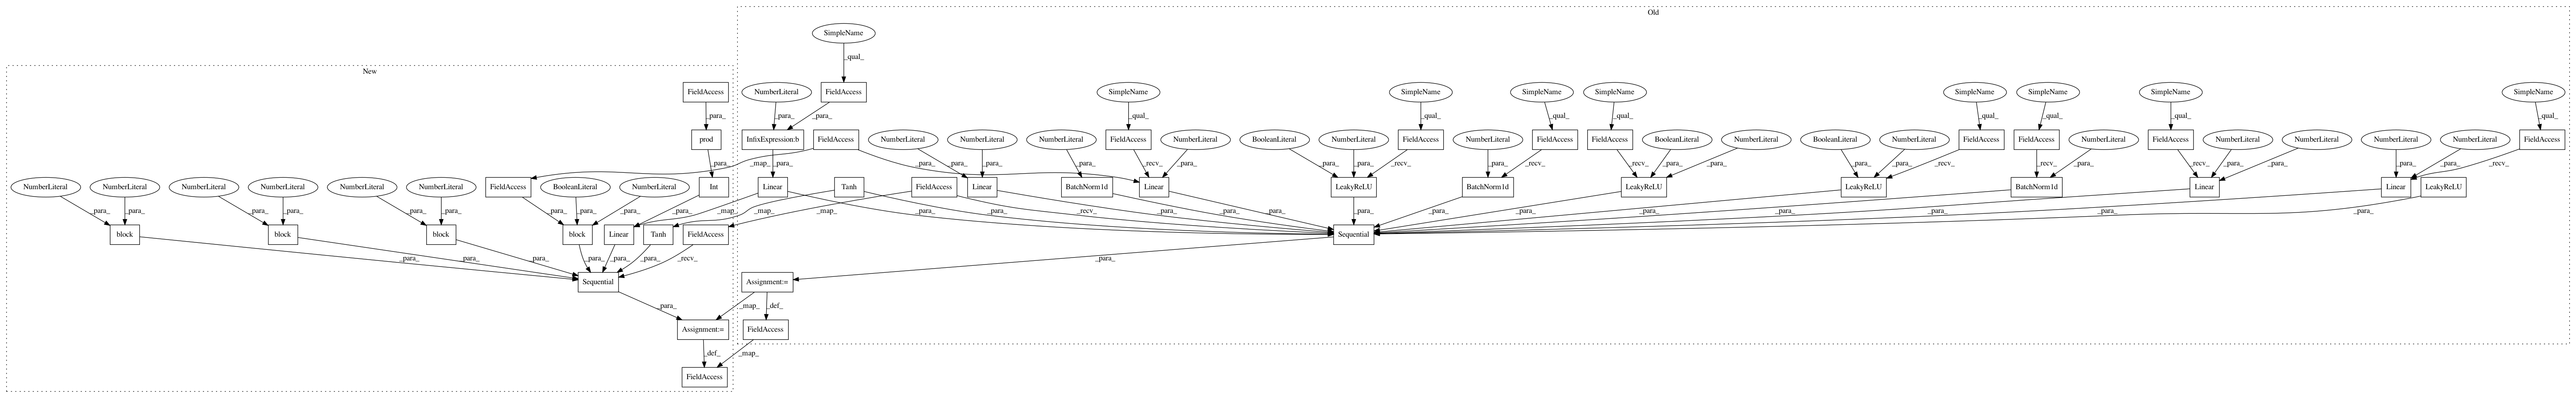 Old
SimpleName
_qual_
New
FieldAccess NumberLiteral FieldAccess SimpleName SimpleName SimpleName SimpleName SimpleName SimpleName SimpleName SimpleName
_para_ _para_ _para_ _qual_ _qual_ _qual_ _qual_ _qual_ _qual_ _qual_ _qual_
prod InfixExpression:b FieldAccess NumberLiteral NumberLiteral NumberLiteral FieldAccess NumberLiteral BooleanLiteral NumberLiteral FieldAccess NumberLiteral FieldAccess FieldAccess BooleanLiteral NumberLiteral BooleanLiteral NumberLiteral FieldAccess FieldAccess NumberLiteral FieldAccess NumberLiteral NumberLiteral NumberLiteral NumberLiteral FieldAccess
_para_ _map_ _para_ _para_ _para_ _para_ _para_ _recv_ _para_ _para_ _para_ _recv_ _para_ _recv_ _recv_ _para_ _para_ _para_ _para_ _recv_ _recv_ _para_ _recv_ _para_ _para_ _para_ _para_ _recv_
NumberLiteral NumberLiteral NumberLiteral NumberLiteral NumberLiteral NumberLiteral FieldAccess BooleanLiteral NumberLiteral Int Linear Tanh FieldAccess Linear BatchNorm1d Linear LeakyReLU BatchNorm1d LeakyReLU LeakyReLU BatchNorm1d Linear Linear LeakyReLU
_para_ _para_ _para_ _para_ _para_ _para_ _para_ _para_ _para_ _para_ _map_ _map_ _map_ _para_ _para_ _recv_ _para_ _para_ _para_ _para_ _para_ _para_ _para_ _para_ _para_ _para_ _para_
block block block block Linear Tanh FieldAccess Sequential
_para_ _para_ _para_ _para_ _para_ _para_ _recv_ _para_
Sequential Assignment:=
_para_ _map_ _def_
Assignment:= FieldAccess
_def_ _map_
FieldAccess